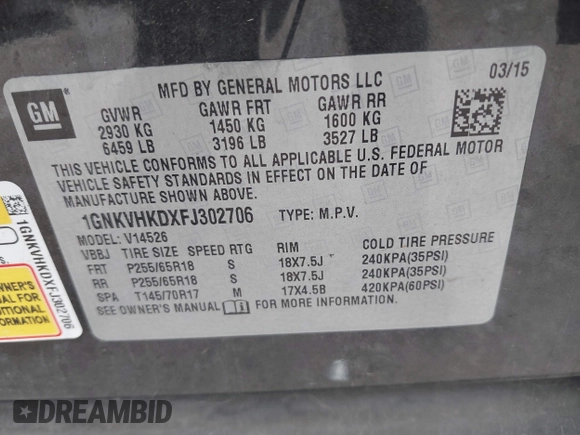 MFD BY GENERAL MOTORS LLC
03/15
GM
GVWR GAWR FRT GAWR RR
2930 KG 1450 KG 1600 KG
6459 LB 3196 LB 3527 LB
THIS VEHICLE CONFORMS TO ALL APPLICABLE U.S. FEDERAL MOTOR
VEHICLE SAFETY STANDARDS IN EFFECT ON THE DATE OF
MANUFACTURE SHOWN ABOVE.
1GNKVHKDXFJ302706 TYPE: M.P.V.
MODEL: V14526
VBBJ TIRE SIZE SPEED RTG RIM COLD TIRE PRESSURE
FRT P255/65R18 S 18X7.5J 240KPA(35PSI)
RR P255/65R18 S 18X7.5J 240KPA(35PSI)
SPA T145/70R17 M 17X4.5B 420KPA(60PSI)
SEE OWNER'S MANUAL FOR MORE INFORMATION
1GNKVHKDXFJ302706
OWNER'S
FOR
INFORMATION
DREAMBID